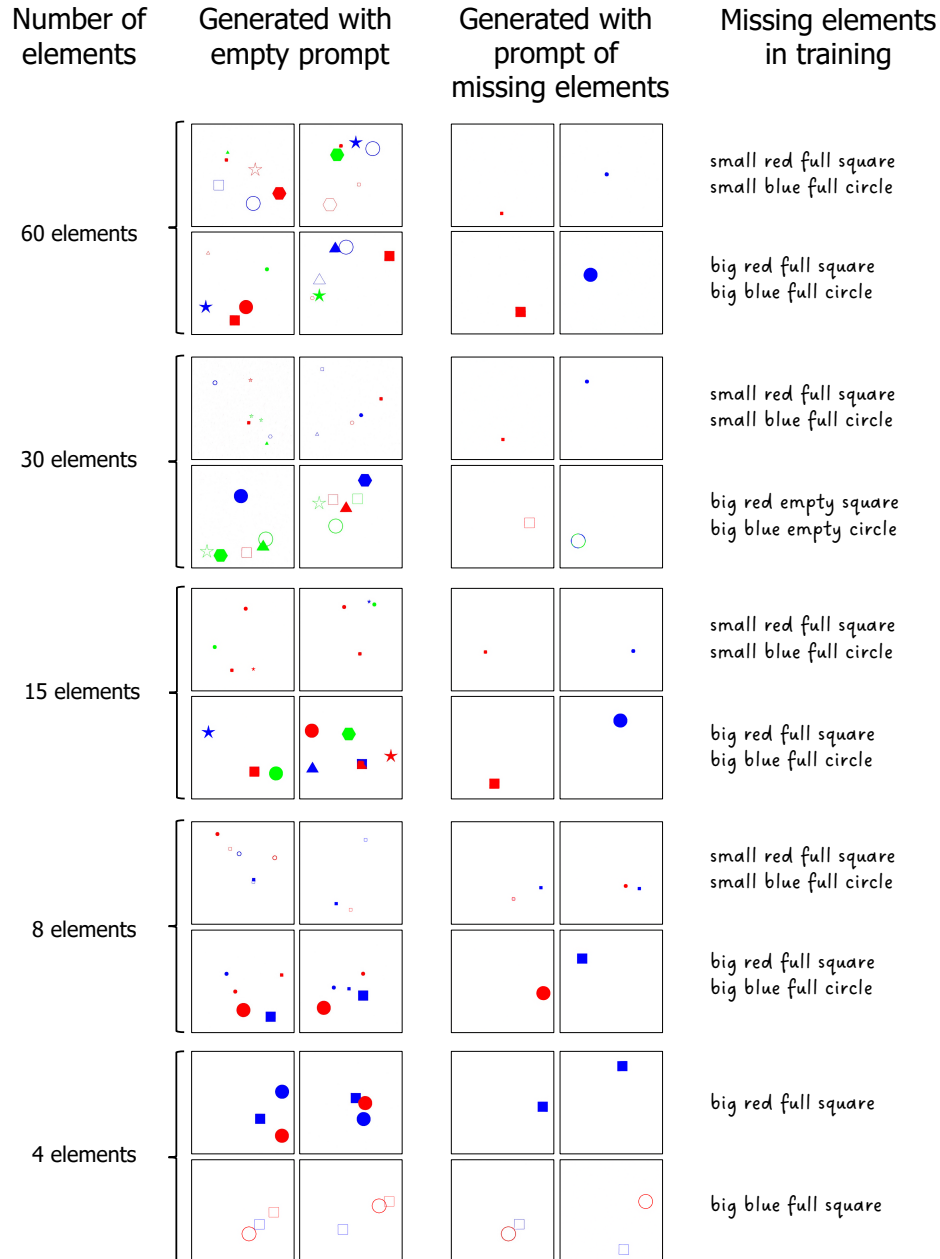 Number of
elements
Generated with
empty prompt
Generated with
prompt of
missing elements
Missing elements
in training
60 elements
small red full square
small blue full circle
big red full square
big blue full circle
30 elements
small red full square
small blue full circle
big red empty square
big blue empty circle
15 elements
small red full square
small blue full circle
big red full square
big blue full circle
8 elements
small red full square
small blue full circle
big red full square
big blue full circle
4 elements
big red full square
big blue full square